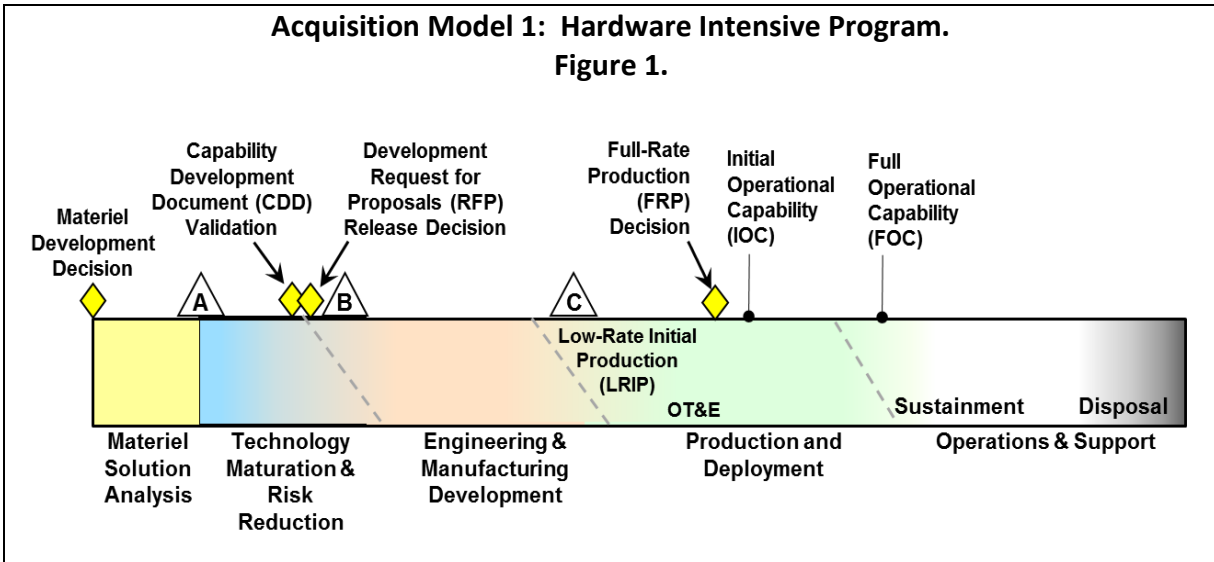 Acquisition Model 1: Hardware Intensive Program.
Figure 1.
Materiel
Development
Decision
Capability
Development
Document (CDD)
Validation
Development
Request for
Proposals (RFP)
Release Decision
Full-Rate
Production
(FRP)
Decision
Initial
Operational
Capability
(IOC)
Full
Operational
Capability
(FOC)
A
B
C
Low-Rate Initial
Production
(LRIP)
OT&E
Sustainment
Disposal
Materiel
Solution
Analysis
Technology
Maturation &
Risk
Reduction
Engineering &
Manufacturing
Development
Production and
Deployment
Operations & Support